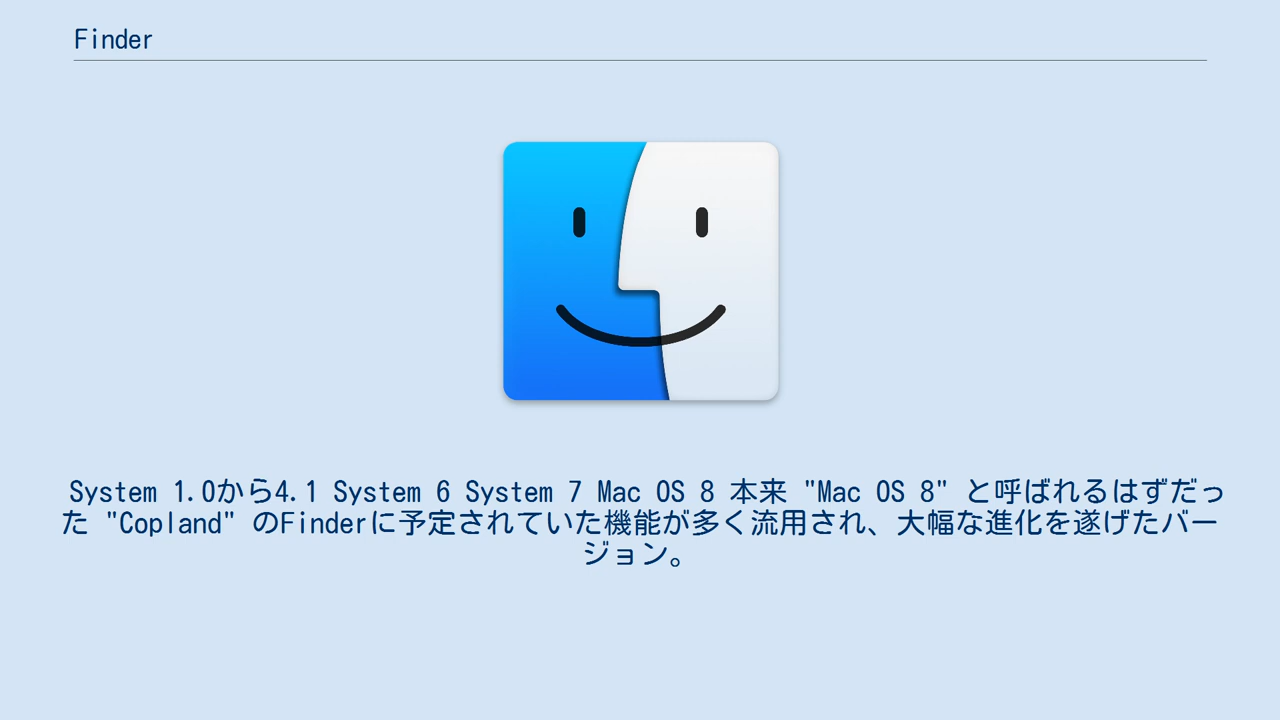 Finder
System 1.0から4.1 System 6 System 7 Mac OS 8 本来 "Mac OS 8" と呼ばれるはずだっ
た "Copland" のFinderに予定されていた機能が多く流用され、大幅な進化を遂げたバー
ジョン。